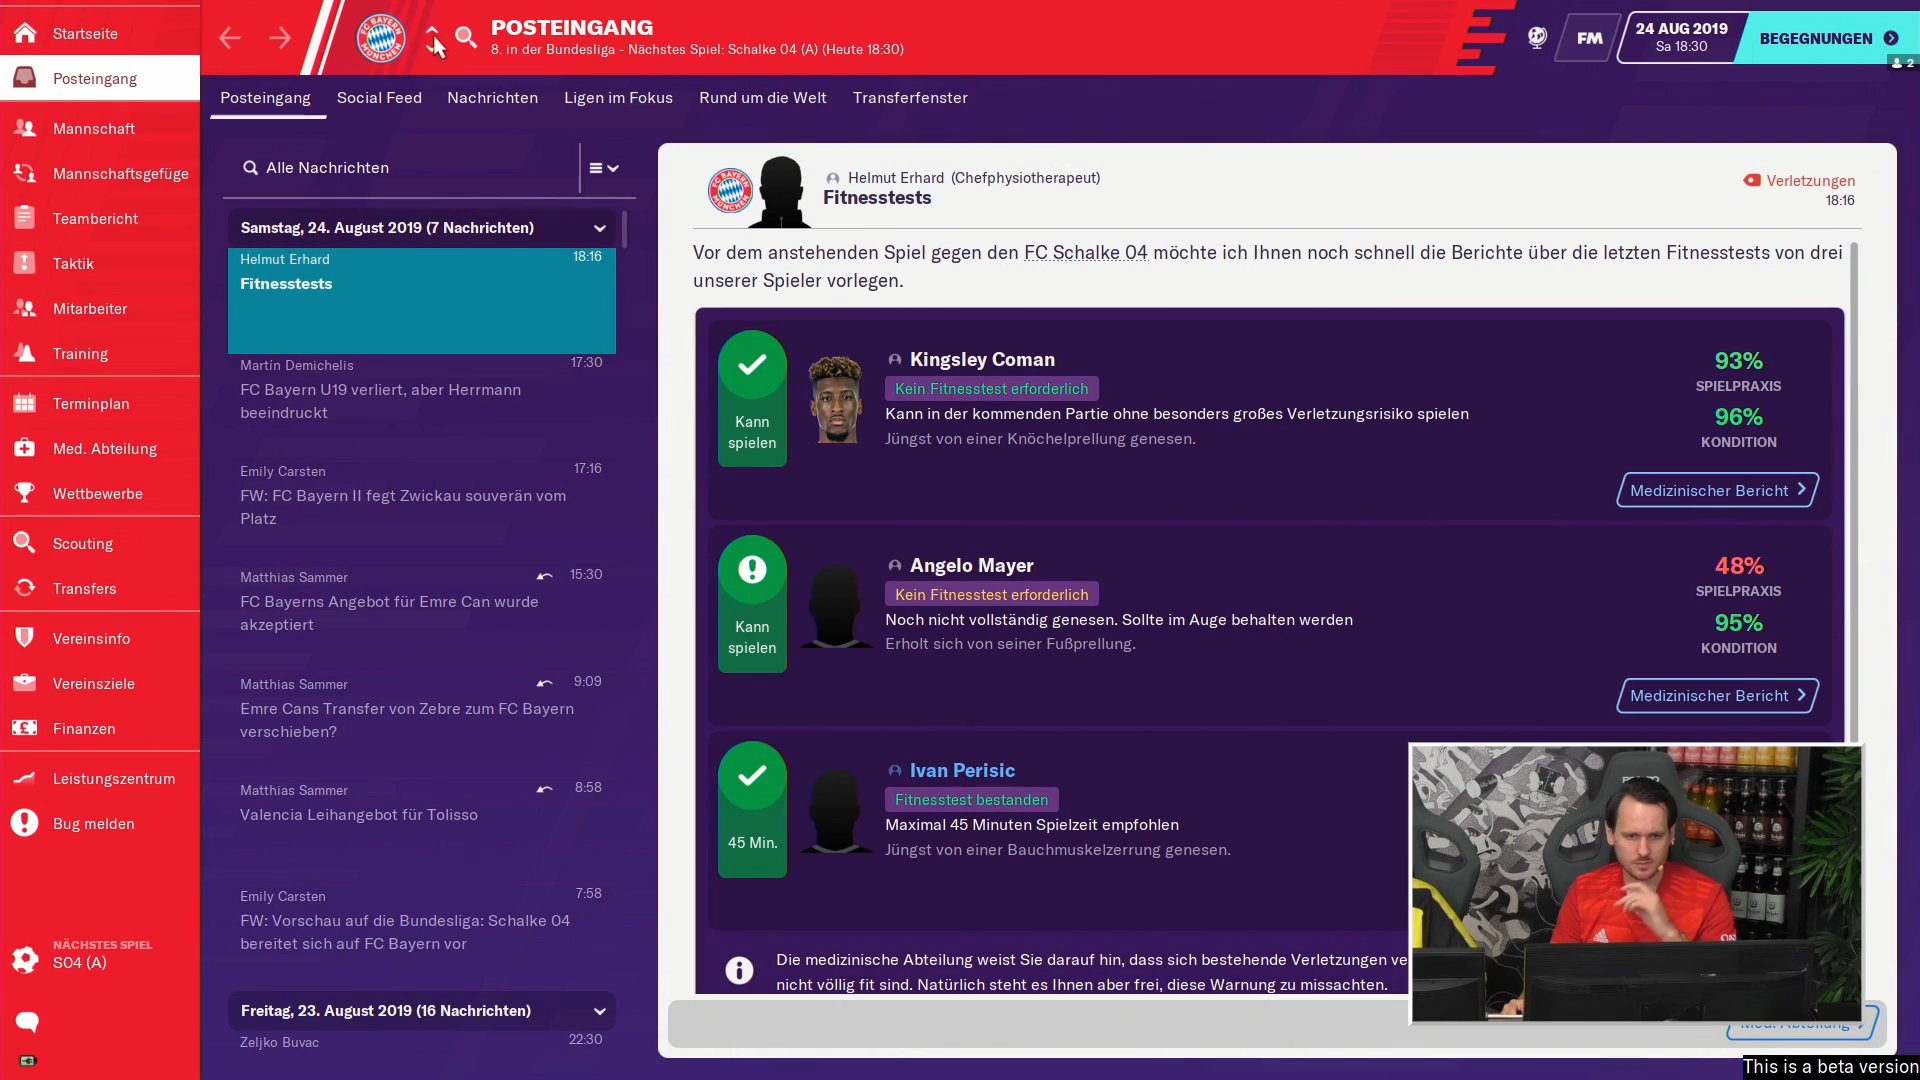 Startseite
Posteingang
Mannschaft
Mannschaftsgefüge
Teambericht
Taktik
Mitarbeiter
Training
Terminplan
Med. Abteilung
Wettbewerbe
Scouting
Transfers
Vereinsinfo
Vereinsziele
Finanzen
Leistungszentrum
Bug melden
NÄCHSTES SPIEL
S04 (A)
POSTEINGANG
8. in der Bundesliga - Nächstes Spiel: Schalke 04 (A) (Heute 18:30)
FM
24 AUG 2019
Sa 18:30
BEGEGNUNGEN
2
Posteingang
Social Feed
Nachrichten
Ligen im Fokus
Rund um die Welt
Transferfenster
Alle Nachrichten
Samstag, 24. August 2019 (7 Nachrichten)
Helmut Erhard 18:16
Fitnesstests
Martín Demichelis 17:30
FC Bayern U19 verliert, aber Herrmann
beeindruckt
Emily Carsten 17:16
FW: FC Bayern II fegt Zwickau souverän vom
Platz
Matthias Sammer 15:30
FC Bayerns Angebot für Emre Can wurde
akzeptiert
Matthias Sammer 9:09
Emre Cans Transfer von Zebre zum FC Bayern
verschieben?
Matthias Sammer 8:58
Valencia Leihangebot für Tolisso
Emily Carsten 7:58
FW: Vorschau auf die Bundesliga: Schalke 04
bereitet sich auf FC Bayern vor
Freitag, 23. August 2019 (16 Nachrichten)
Zeljko Buvac 22:30
FC BAYERN
MÜNCHEN
Helmut Erhard (Chefphysiotherapeut)
Fitnesstests
Verletzungen
18:16
Vor dem anstehenden Spiel gegen den FC Schalke 04 möchte ich Ihnen noch schnell die Berichte über die letzten Fitnesstests von drei
unserer Spieler vorlegen.
Kann
spielen
Kingsley Coman
Kein Fitnesstest erforderlich
Kann in der kommenden Partie ohne besonders großes Verletzungsrisiko spielen
Jüngst von einer Knöchelprellung genesen.
93%
SPIELPRAXIS
96%
KONDITION
Medizinischer Bericht
Kann
spielen
Angelo Mayer
Kein Fitnesstest erforderlich
Noch nicht vollständig genesen. Sollte im Auge behalten werden
Erholt sich von seiner Fußprellung.
48%
SPIELPRAXIS
95%
KONDITION
Medizinischer Bericht
45 Min.
Ivan Perisic
Fitnesstest bestanden
Maximal 45 Minuten Spielzeit empfohlen
Jüngst von einer Bauchmuskelzerrung genesen.
Die medizinische Abteilung weist Sie darauf hin, dass sich bestehende Verletzungen ve
nicht völlig fit sind. Natürlich steht es Ihnen aber frei, diese Warnung zu missachten.
Med. Abteilung
This is a beta version